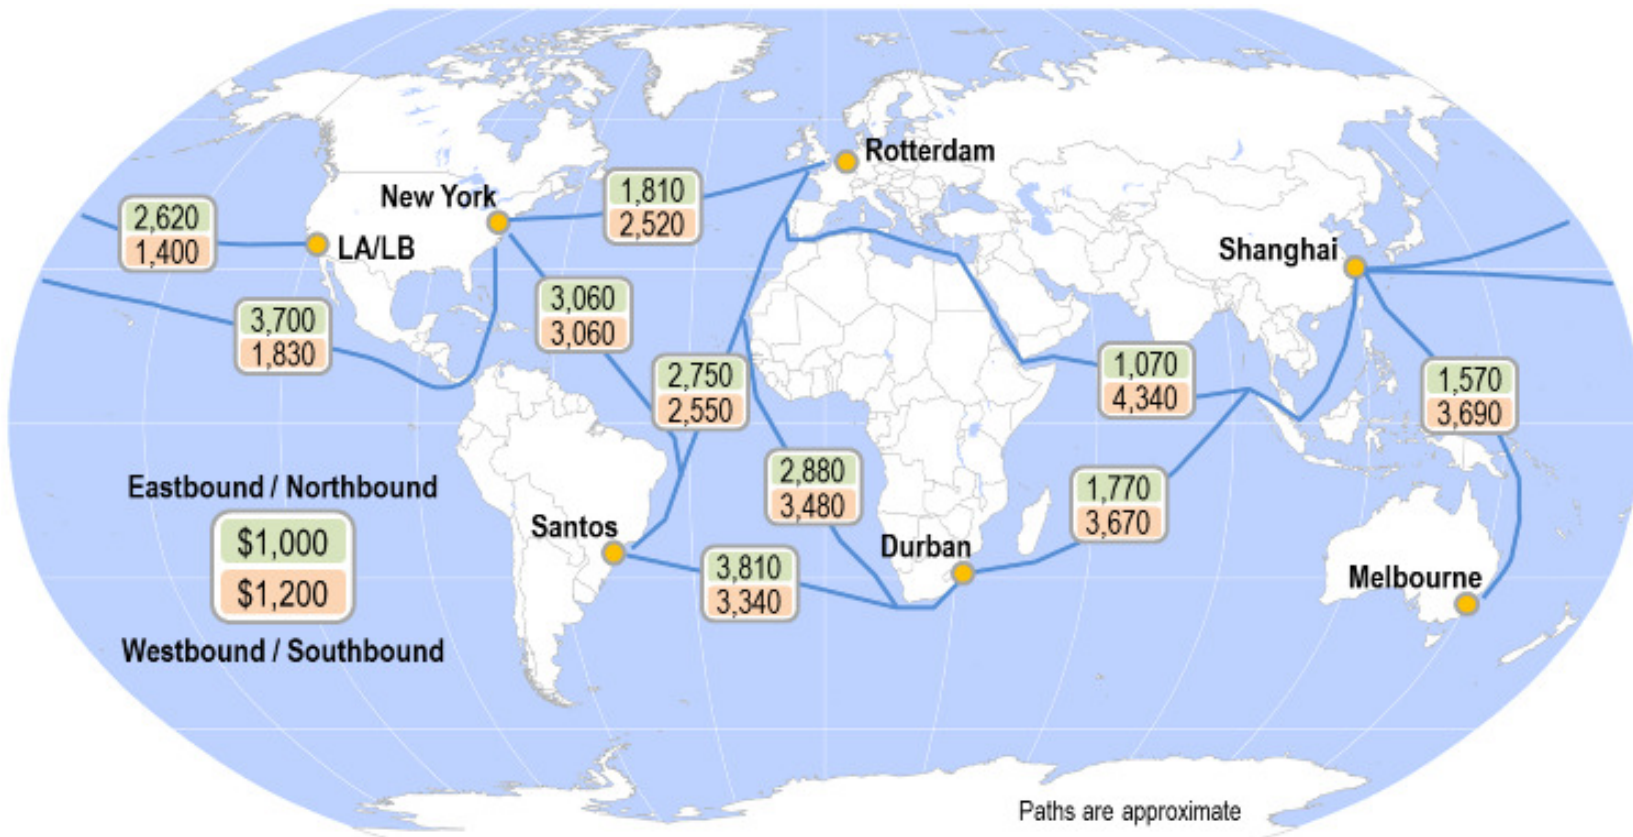 Rotterdam
New York
1,810
2,520
2,620
1,400
LA/LB
Shanghai
3,060
3,060
3,700
1,830
2,750
2,550
1,070
4,340
1,570
3,690
Eastbound / Northbound
$1,000
$1,200
Westbound / Southbound
2,880
3,480
1,770
3,670
Santos
Durban
3,810
3,340
Melbourne
Paths are approximate